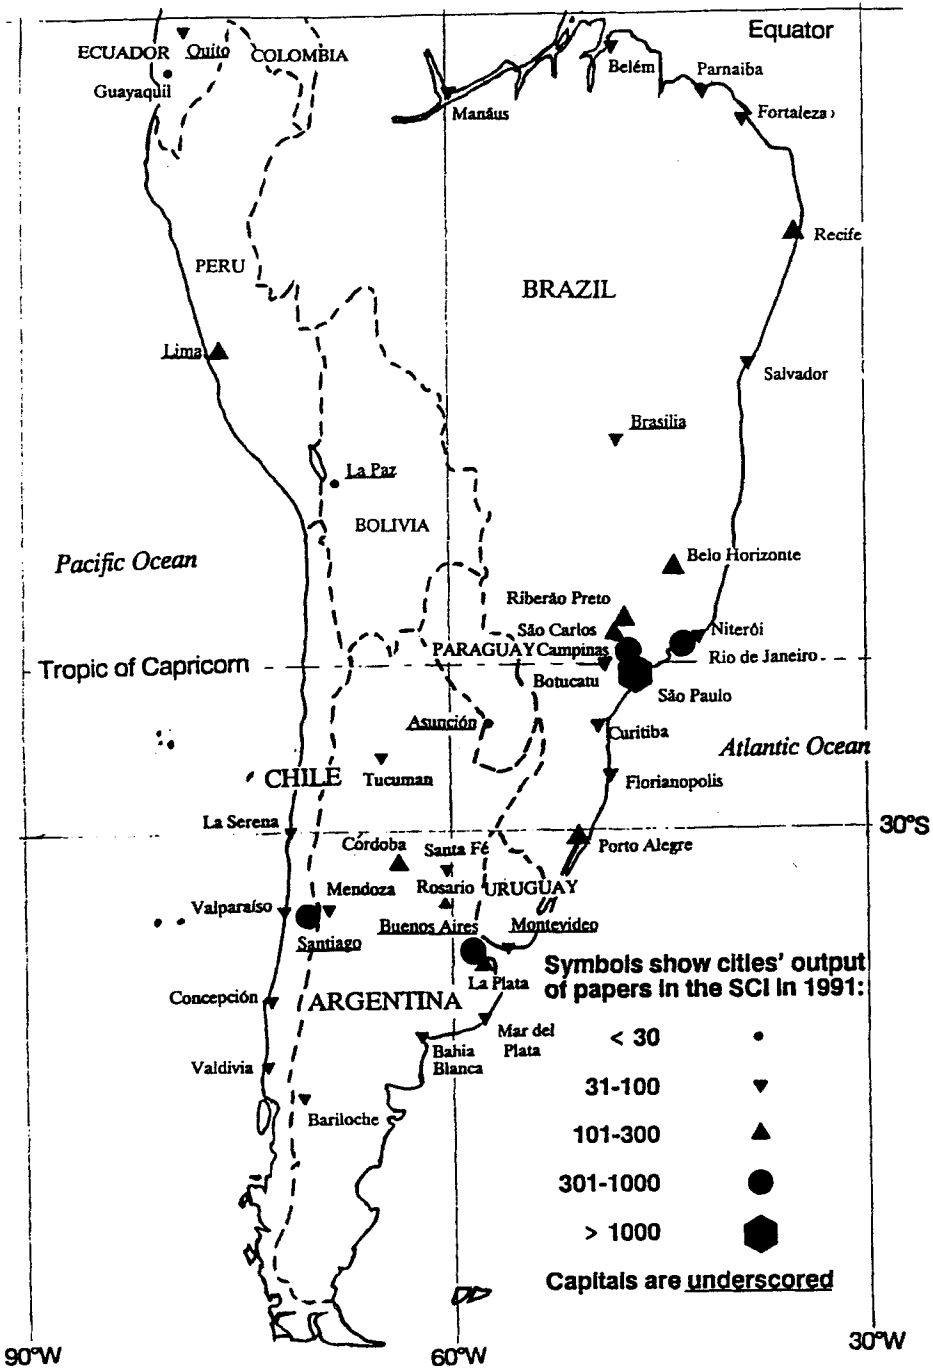 Equator
ECUADOR
Quito
COLOMBIA
Guayaquil
Belém
Parnaiba
Manáus
Fortaleza
Recife
PERU
BRAZIL
Lima
Salvador
Brasilia
La Paz
BOLIVIA
Pacific Ocean
Belo Horizonte
Riberão Preto
São Carlos
Niterôi
PARAGUAY
Campinas
Rio de Janeiro
Tropic of Capricorn
Botucatu
São Paulo
Asunción
Curitiba
Atlantic Ocean
CHILE
Tucuman
Florianopolis
La Serena
30°S
Córdoba
Santa Fé
Porto Alegre
Mendoza
Rosario
URUGUAY
Valparaíso
Santiago
Buenos Aires
Montevideo
La Plata
Concepción
ARGENTINA
Mar del
Plata
Bahia
Blanca
Valdivia
Bariloche
Symbols show cities' output
of papers in the SCI in 1991:
< 30
31-100
101-300
301-1000
> 1000
Capitals are underscored
90°W
60°W
30°W